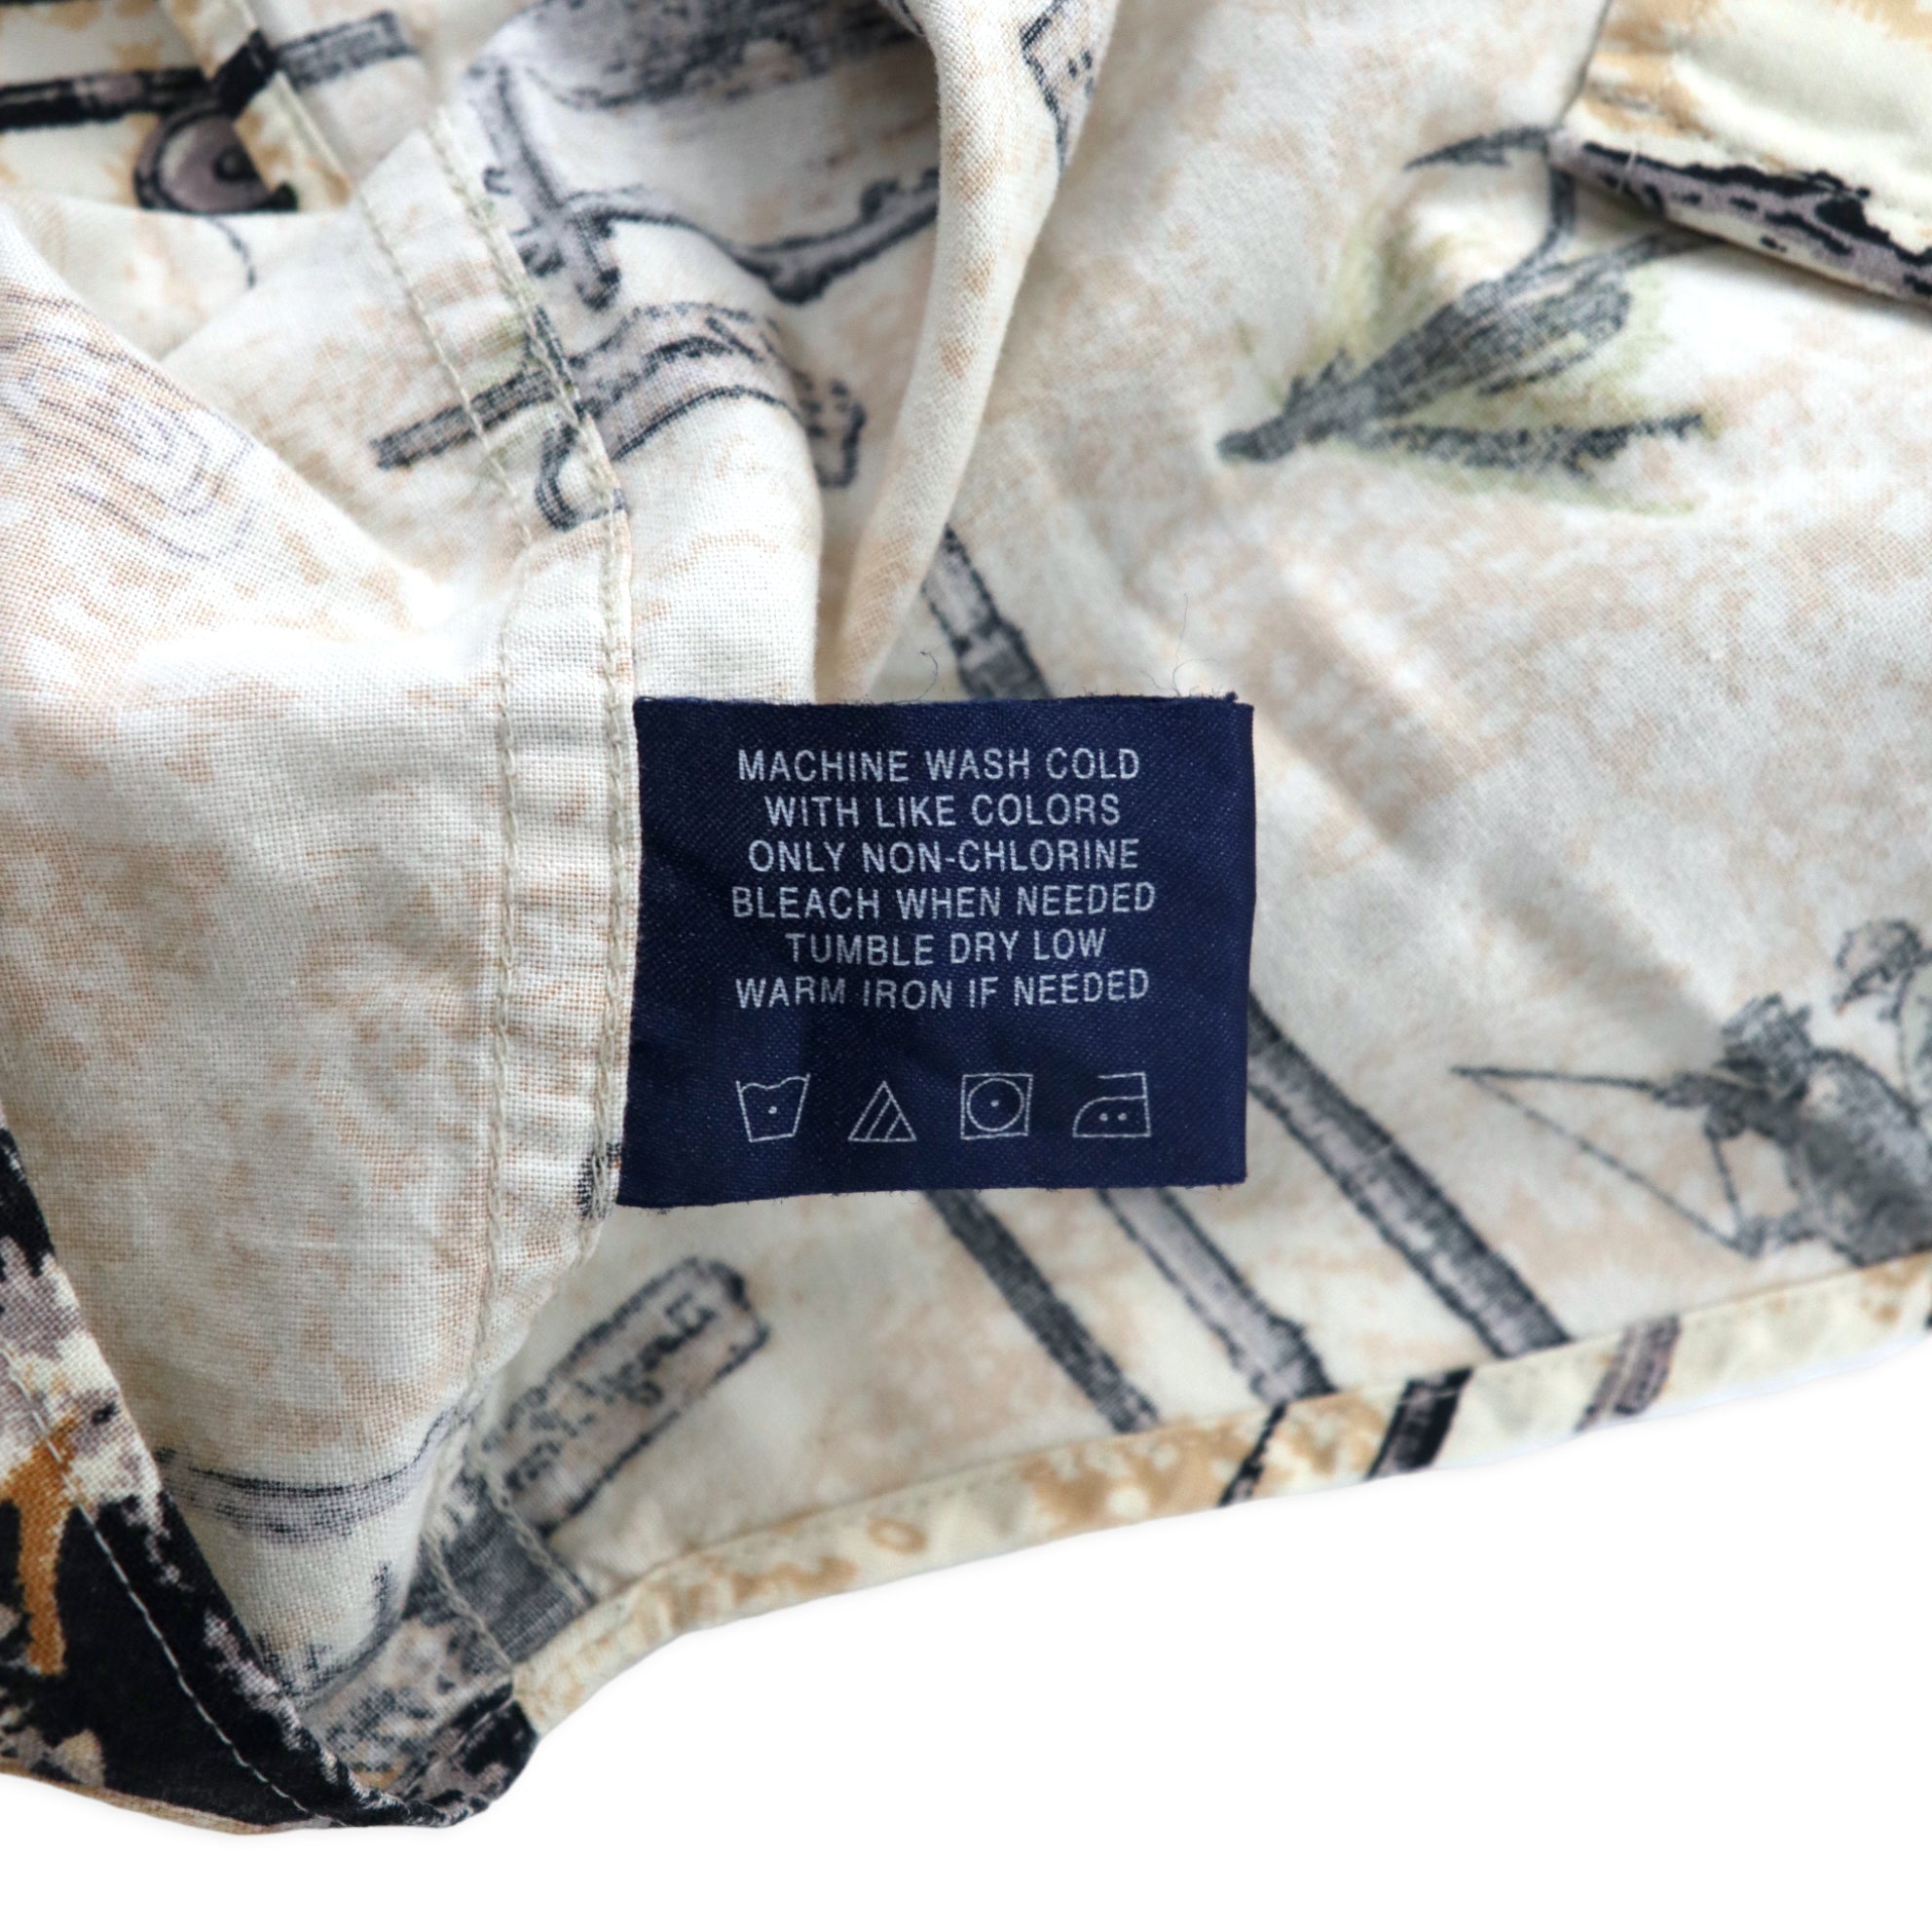 MACHINE WASH COLD
WITH LIKE COLORS
ONLY NON-CHLORINE
BLEACH WHEN NEEDED
TUMBLE DRY LOW
WARM IRON IF NEEDED